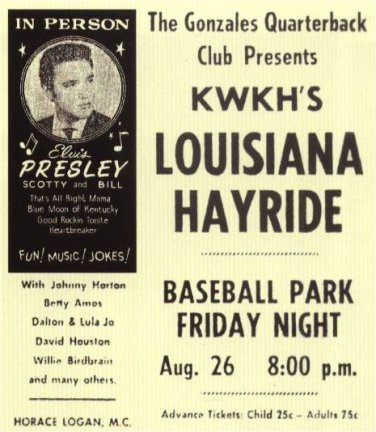 IN PERSON
Elvis
PRESLEY
SCOTTY and BILL
That's All Right Mama
Blue Moon of Kentucky
Good Rockin Tonite
Heartbreaker
FUN! MUSIC! JOKES!
With Johnny Horton
Betty Amos
Dalton & Lula Jo
David Houston
Willie Birdbrain
and many others.
HORACE LOGAN, M.C.
The Gonzales Quarterback
Club Presents
KWKH'S
LOUISIANA
HAYRIDE
BASEBALL PARK
FRIDAY NIGHT
Aug. 26 8:00 p.m.
Advance Tickets: Child 25c - Adults 75c